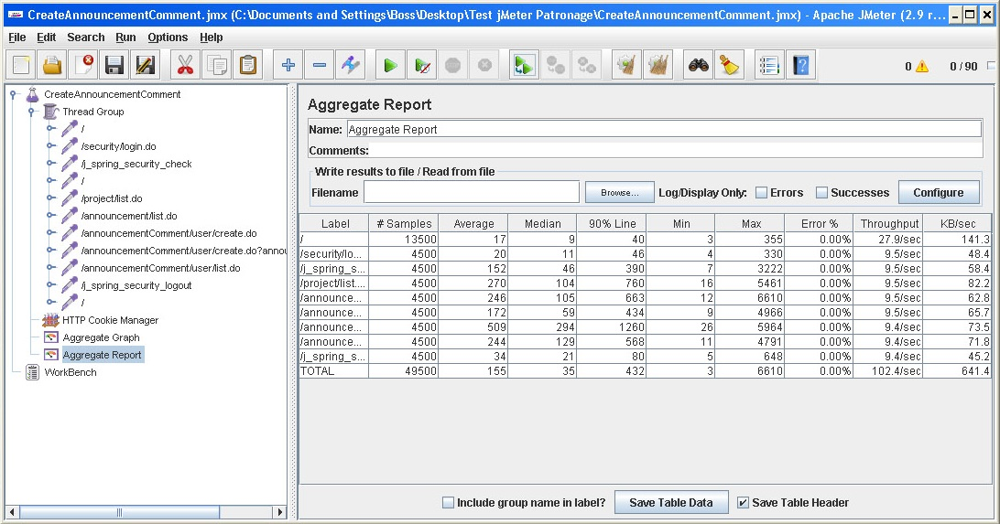 CreateAnnouncementComment.jmx (C:\Documents and Settings\Boss\Desktop\Test jMeter Patronage\CreateAnnouncementComment.jmx) - Apache JMeter (2.9 r...
File Edit Search Run Options Help
0 0 / 90
CreateAnnouncementComment
Thread Group
/
/security/login.do
/j_spring_security_check
/
/project/list.do
/announcement/list.do
/announcementComment/user/create.do
/announcementComment/user/create.do?annou
/announcementComment/user/list.do
/j_spring_security_logout
/
HTTP Cookie Manager
Aggregate Graph
Aggregate Report
WorkBench
Aggregate Report
Name: Aggregate Report
Comments:
Write results to file / Read from file
Filename Browse... Log/Display Only: Errors Successes Configure
Label # Samples Average Median 90% Line Min Max Error % Throughput KB/sec
/ 13500 17 9 40 3 355 0.00% 27.9/sec 141.3
/security/lo... 4500 20 11 46 4 330 0.00% 9.5/sec 48.4
/j_spring_s... 4500 152 46 390 7 3222 0.00% 9.5/sec 58.4
/project/list.... 4500 270 104 760 16 5461 0.00% 9.5/sec 82.2
/announce... 4500 246 105 663 12 6610 0.00% 9.5/sec 62.8
/announce... 4500 172 59 434 9 4966 0.00% 9.5/sec 65.7
/announce... 4500 509 294 1260 26 5964 0.00% 9.4/sec 73.5
/announce... 4500 244 129 568 11 4791 0.00% 9.4/sec 71.8
/j_spring_s... 4500 34 21 80 5 648 0.00% 9.4/sec 45.2
TOTAL 49500 155 35 432 3 6610 0.00% 102.4/sec 641.4
Include group name in label? Save Table Data Save Table Header